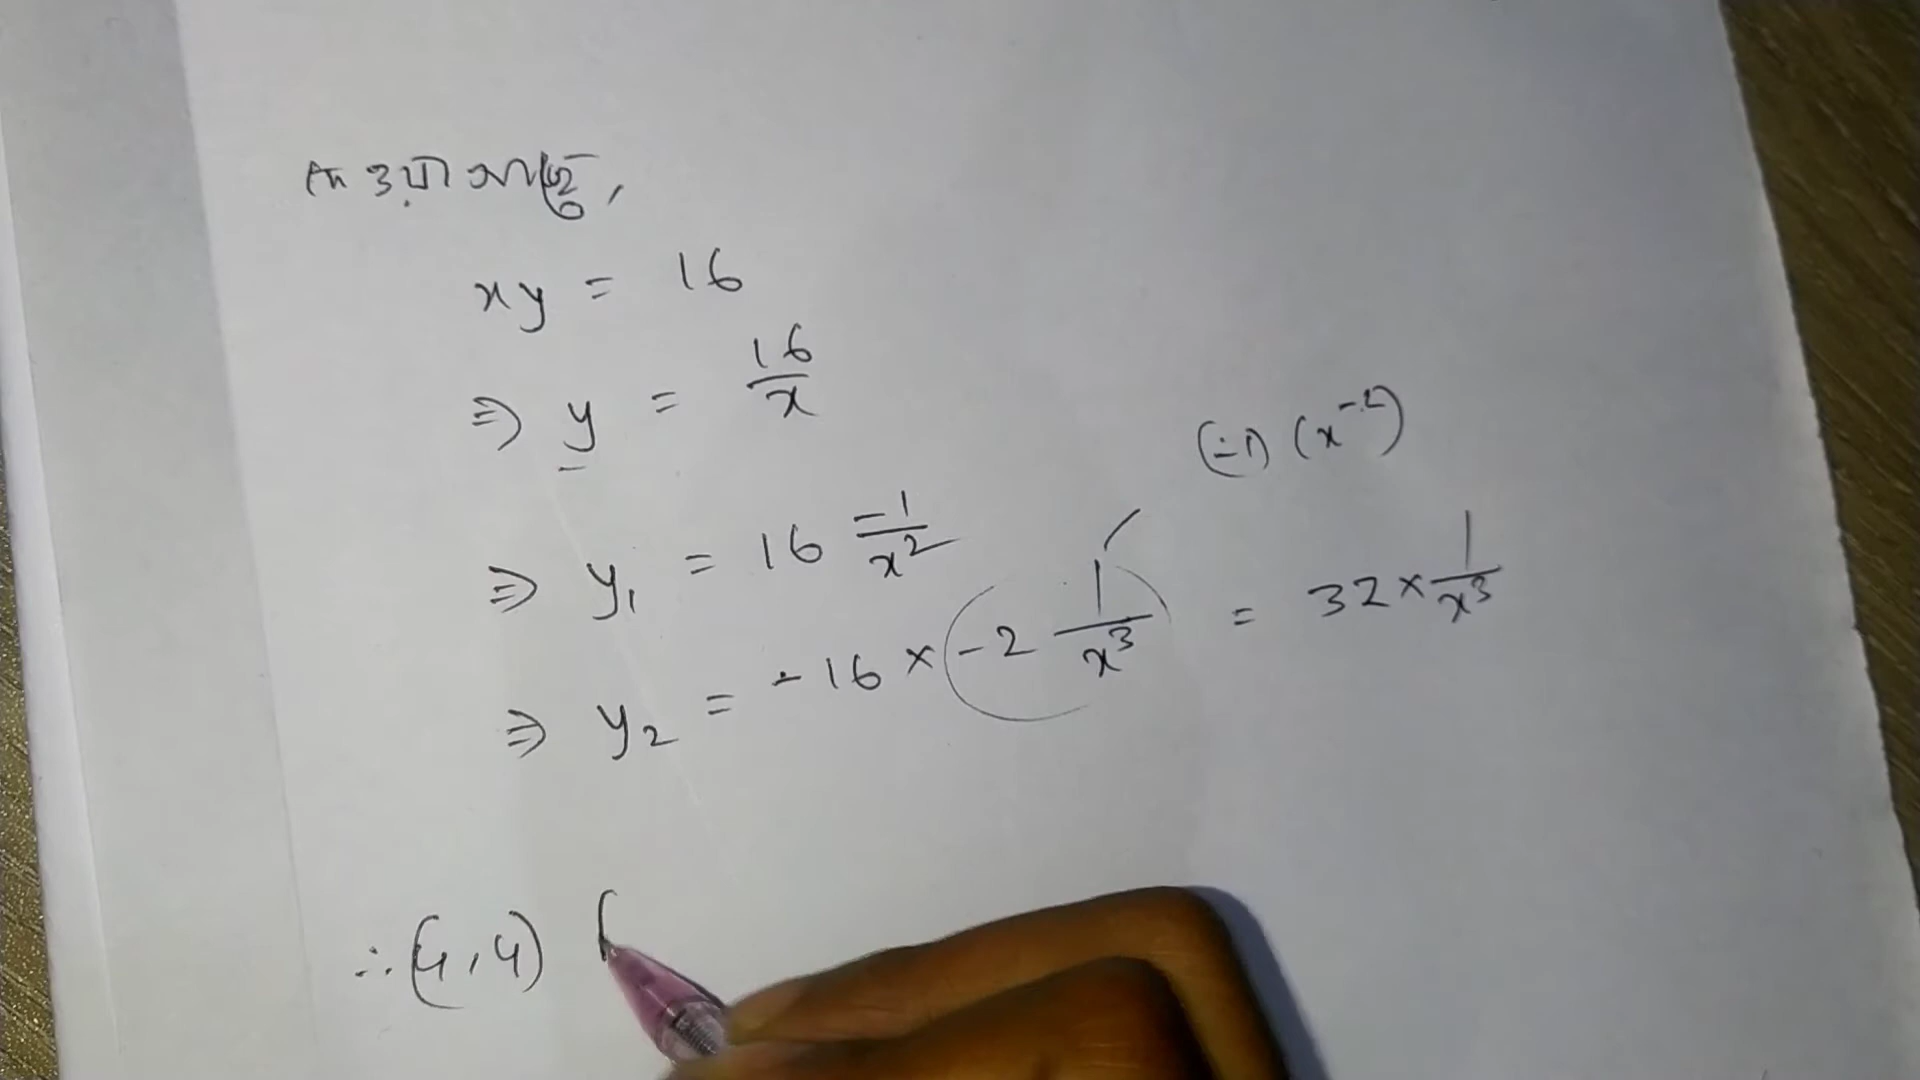 দেওয়া আছে,
xy = 16
⇒ y = 16/x
(-1) (x⁻²)
⇒ y₁ = 16 -1/x²
⇒ y₂ = -16 × (-2 1/x³) = 32 × 1/x³
∴ (4,4)